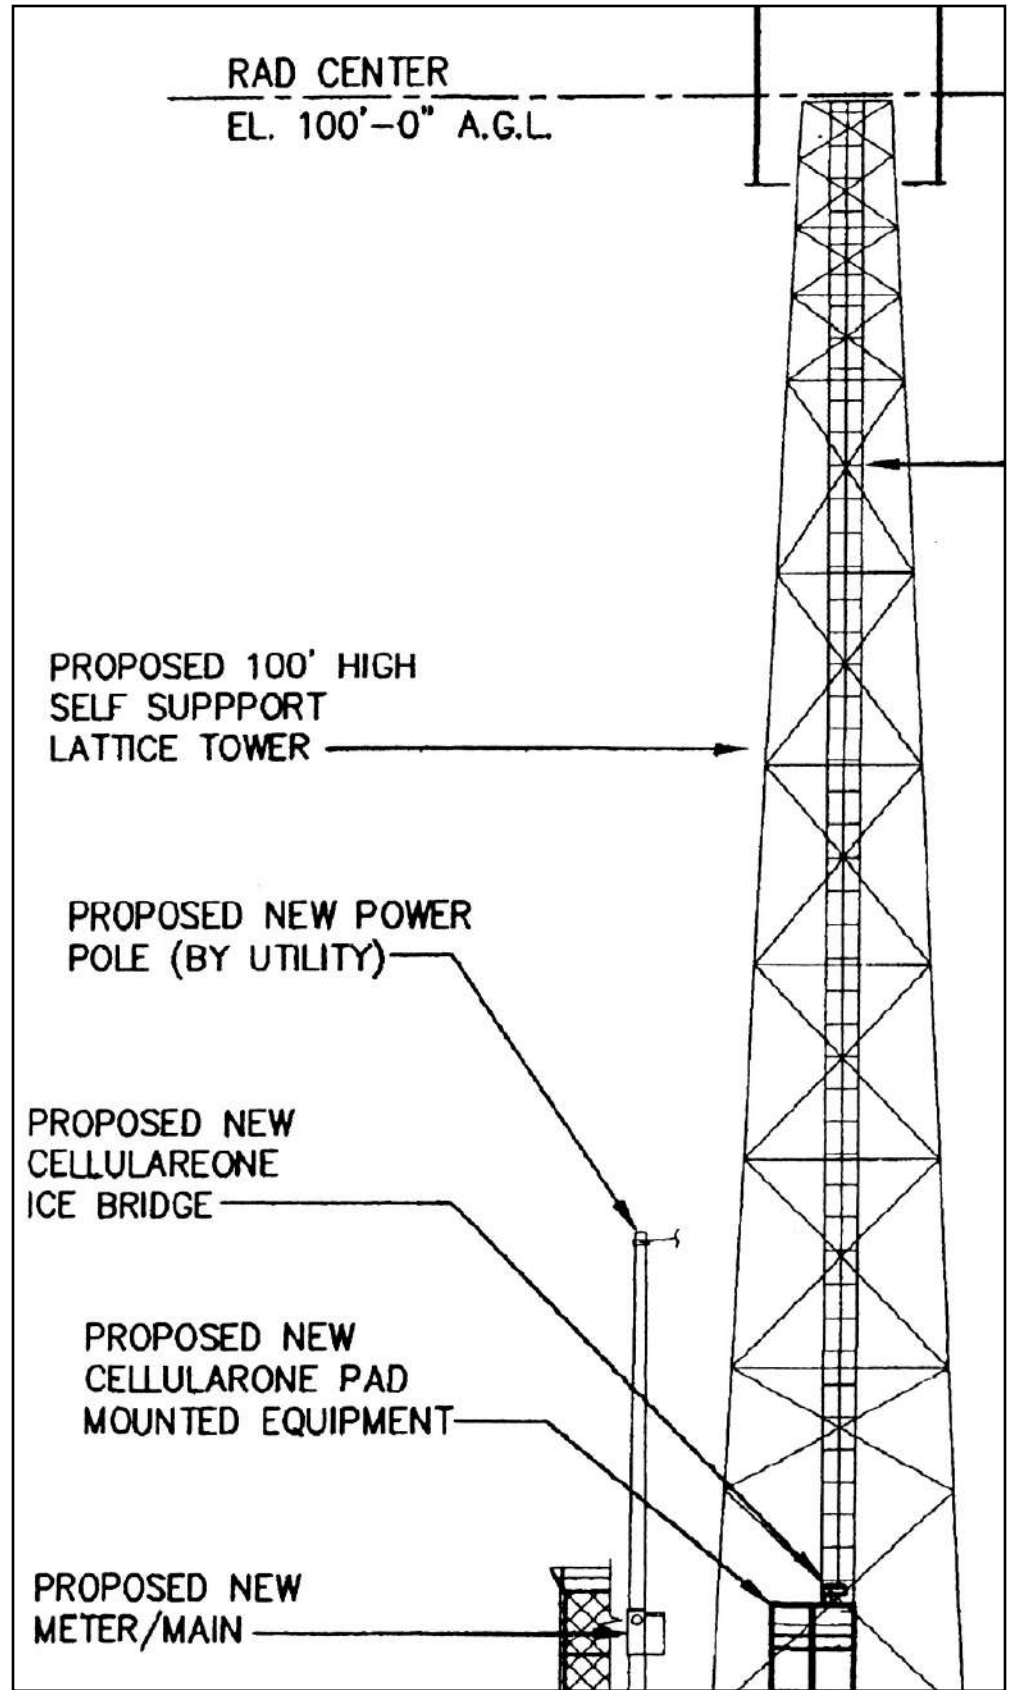 RAD CENTER
EL. 100'-0" A.G.L.
PROPOSED 100' HIGH
SELF SUPPPORT
LATTICE TOWER
PROPOSED NEW POWER
POLE (BY UTILITY)
PROPOSED NEW
CELLULAREONE
ICE BRIDGE
PROPOSED NEW
CELLULARONE PAD
MOUNTED EQUIPMENT
PROPOSED NEW
METER/MAIN